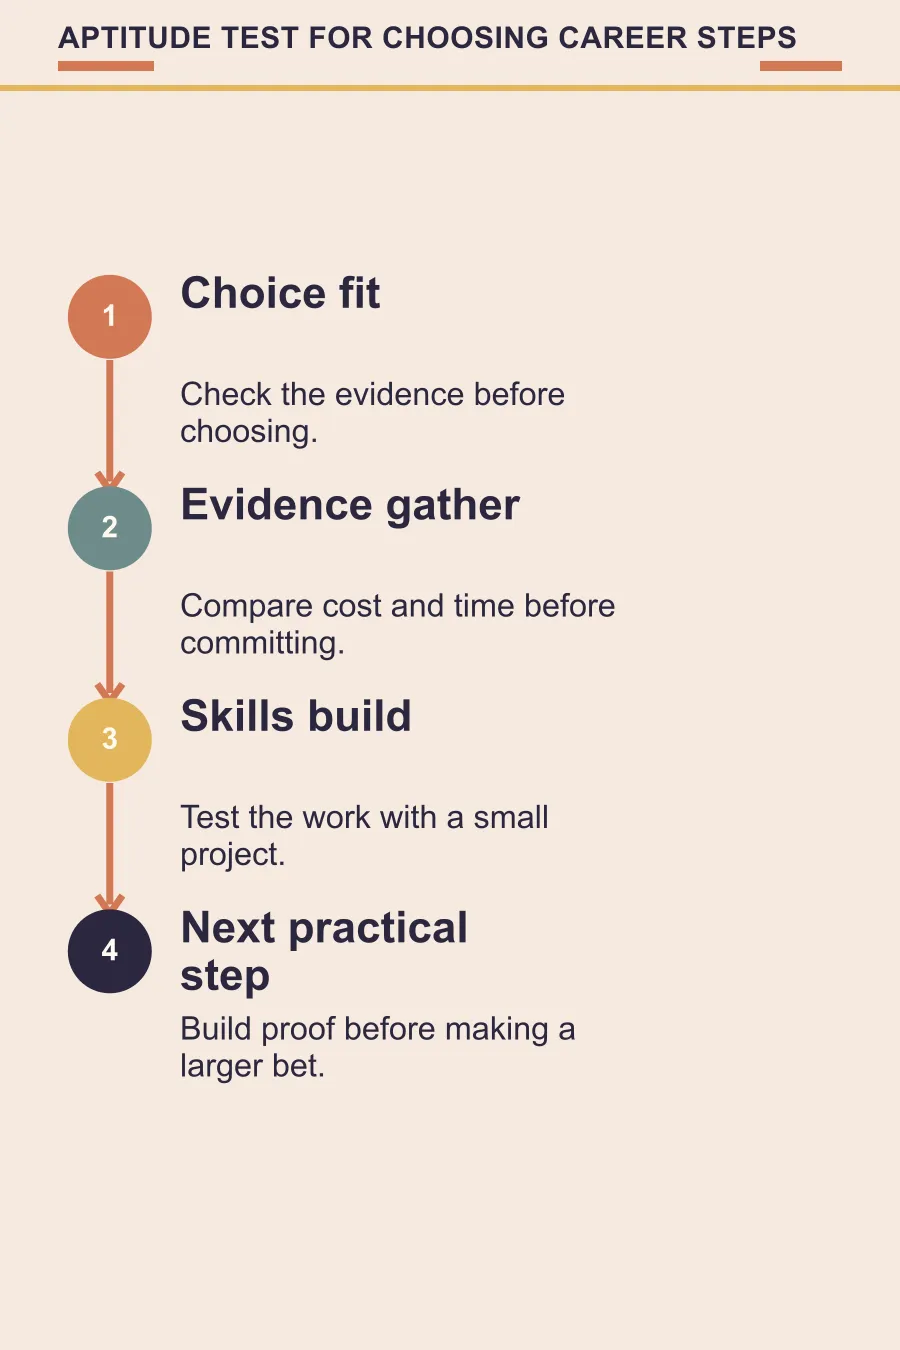 APTITUDE TEST FOR CHOOSING CAREER STEPS
1
Choice fit
Check the evidence before
choosing.
2
Evidence gather
Compare cost and time before
committing.
3
Skills build
Test the work with a small
project.
4
Next practical
step
Build proof before making a
larger bet.